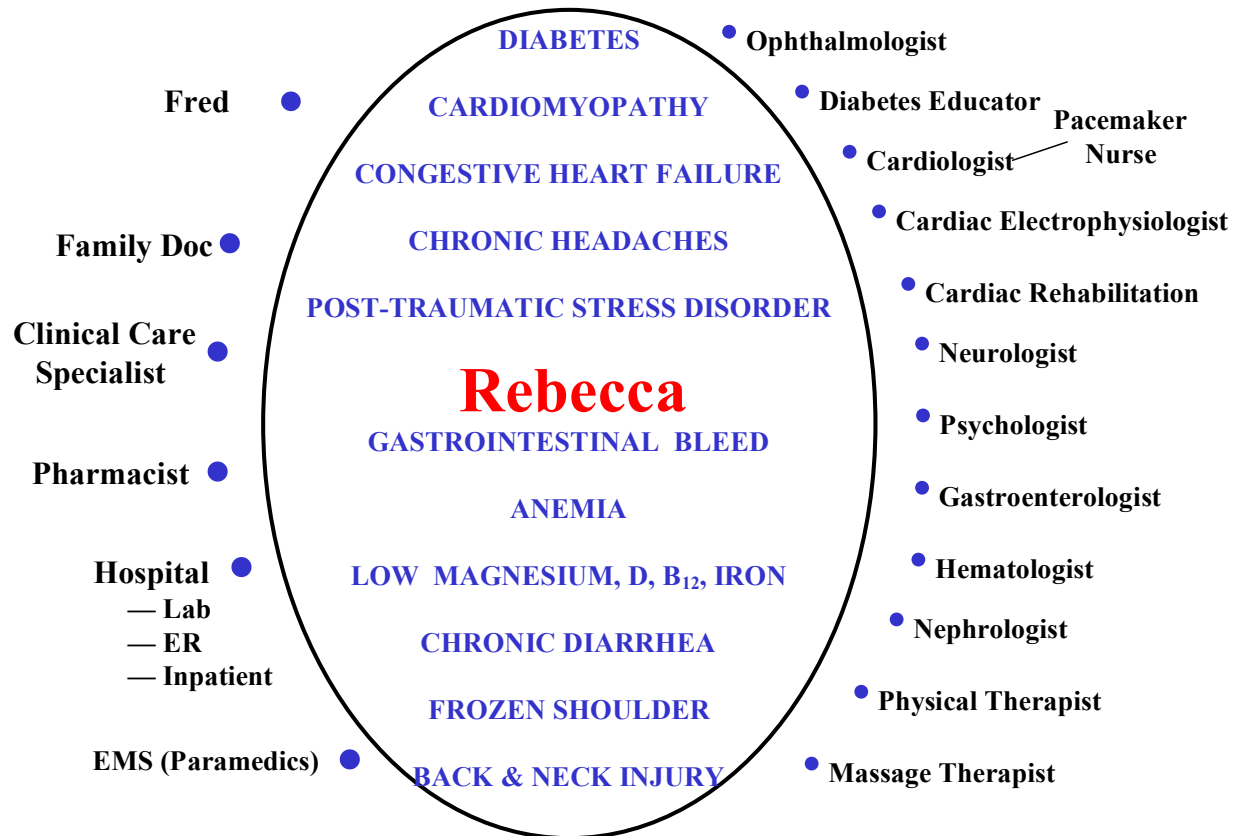 Fred
Family Doc
Clinical Care
Specialist
Pharmacist
Hospital
— Lab
— ER
— Inpatient
EMS (Paramedics)
DIABETES
CARDIOMYOPATHY
CONGESTIVE HEART FAILURE
CHRONIC HEADACHES
POST-TRAUMATIC STRESS DISORDER
Rebecca
GASTROINTESTINAL BLEED
ANEMIA
LOW MAGNESIUM, D, B₁₂, IRON
CHRONIC DIARRHEA
FROZEN SHOULDER
BACK & NECK INJURY
Ophthalmologist
Diabetes Educator
Cardiologist
Pacemaker
Nurse
Cardiac Electrophysiologist
Cardiac Rehabilitation
Neurologist
Psychologist
Gastroenterologist
Hematologist
Nephrologist
Physical Therapist
Massage Therapist